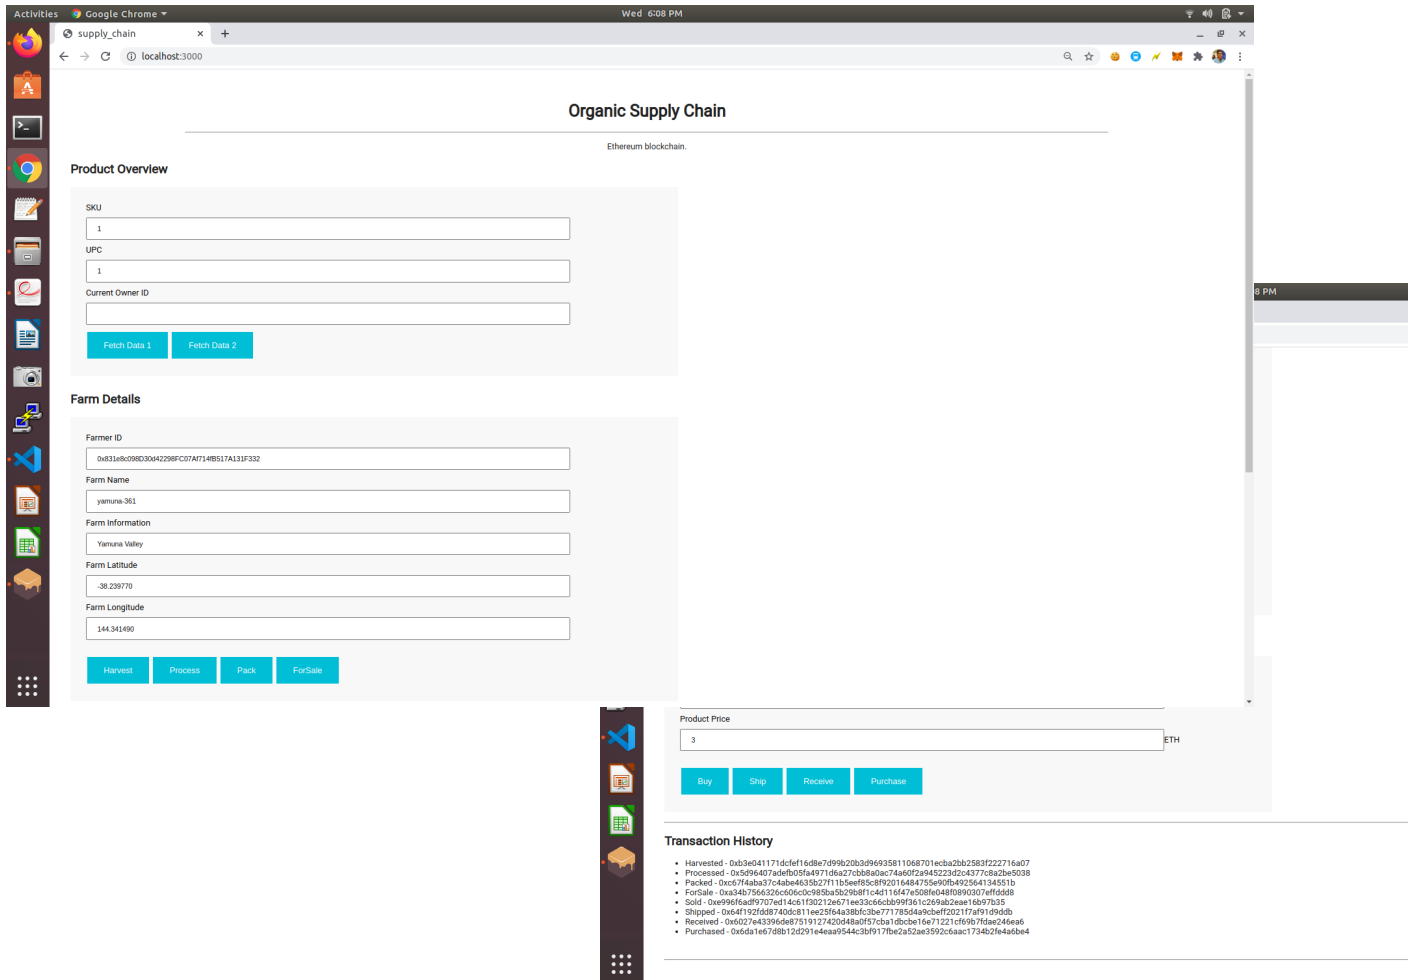 Activities Google Chrome Wed 6:08 PM
supply_chain
localhost:3000
Organic Supply Chain
Ethereum blockchain.
Product Overview
SKU
1
UPC
1
Current Owner ID
Fetch Data 1 Fetch Data 2
Farm Details
Farmer ID
0x831e8c098D30d42298FC07Af714fB517A131F332
Farm Name
yamuna-361
Farm Information
Yamuna Valley
Farm Latitude
-38.239770
Farm Longitude
144.341490
Harvest Process Pack ForSale
8 PM
Product Price
3 ETH
Buy Ship Receive Purchase
Transaction History
Harvested - 0xb3e041171dcfef16d8e7d99b20b3d96935811068701ecba2bb2583f222716a07
Processed - 0x5d96407adefb05fa4971d6a27cbb8a0ac74a60f2a945223d2c4377c8a2be5038
Packed - 0xc67f4aba37c4abe4635b27f11b5eef85c8f92016484755e90fb492564134551b
ForSale - 0xa34b7566326c606c0c985ba5b29b8f1c4d116f47e508fe048f0890307effddd8
Sold - 0xe996f6adf9707ed14c61f30212e671ee33c66cbb99f361c269ab2eae16b97b35
Shipped - 0x64f192fdd8740dc811ee25f64a38bfc3be771785d4a9cbeff2021f7af91d9ddb
Received - 0x6027e43396de87519127420d48a0f57cba1dbcbe16e71221cf69b7fdae246ea6
Purchased - 0x6da1e67d8b12d291e4eaa9544c3bf917fbe2a52ae3592c6aac1734b2fe4a6be4